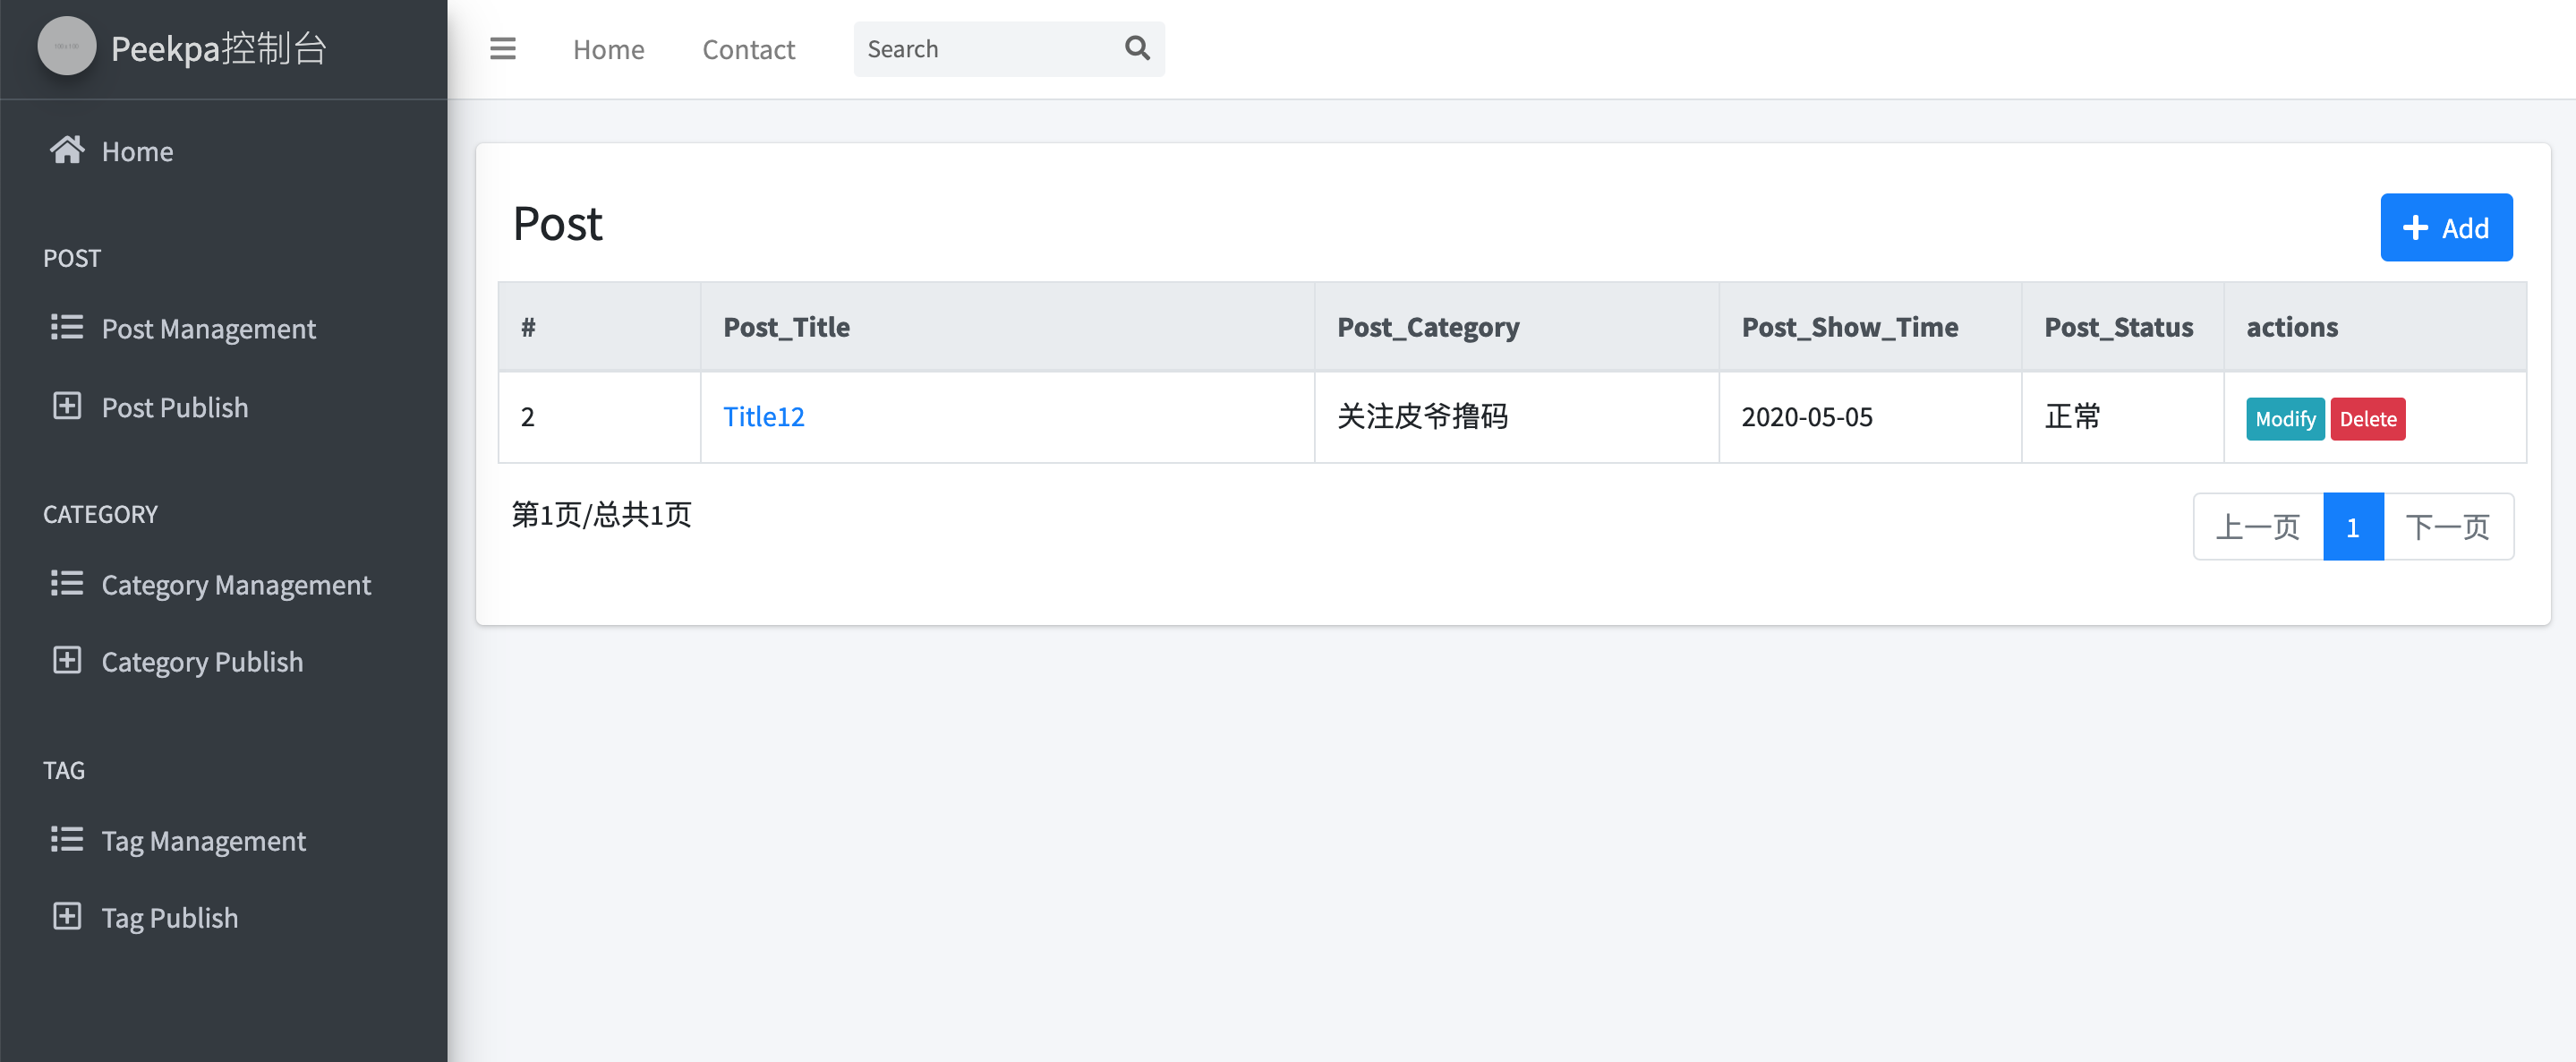 Peekpa控制台
Home Contact Search
Home
POST
Post Management
Post Publish
CATEGORY
Category Management
Category Publish
TAG
Tag Management
Tag Publish
Post
Add
# Post_Title Post_Category Post_Show_Time Post_Status actions
2 Title12 关注皮爷撸码 2020-05-05 正常 Modify Delete
第1页/总共1页
上一页 1 下一页